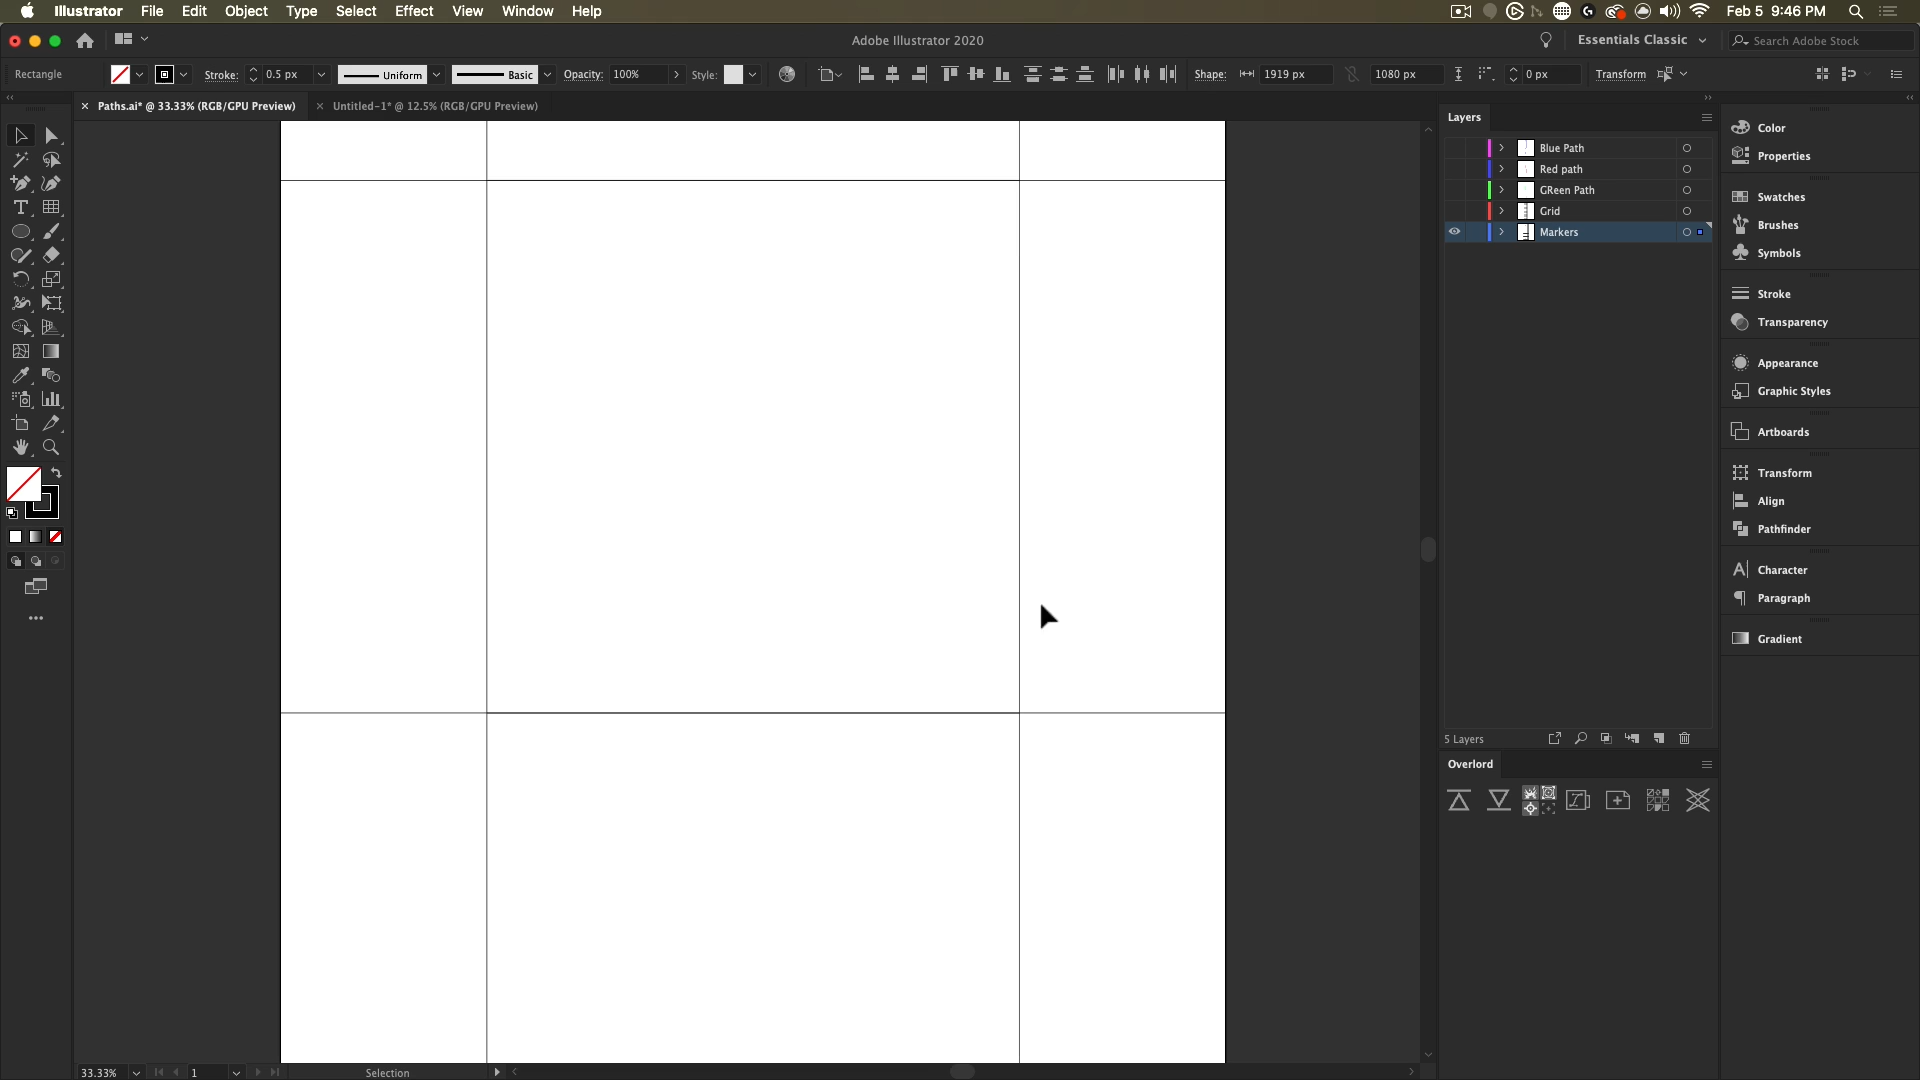 Illustrator File Edit Object Type Select Effect View Window Help Feb 5 9:46 PM
Adobe Illustrator 2020 Essentials Classic Search Adobe Stock
Rectangle Stroke: 0.5 px Uniform Basic Opacity: 100% Style: Shape: 1919 px 1080 px 0 px Transform
Paths.ai* @ 33.33% (RGB/GPU Preview) Untitled-1* @ 12.5% (RGB/GPU Preview)
Layers
Blue Path
Red path
GReen Path
Grid
Markers
5 Layers
Overlord
Color
Properties
Swatches
Brushes
Symbols
Stroke
Transparency
Appearance
Graphic Styles
Artboards
Transform
Align
Pathfinder
Character
Paragraph
Gradient
33.33% 1 Selection